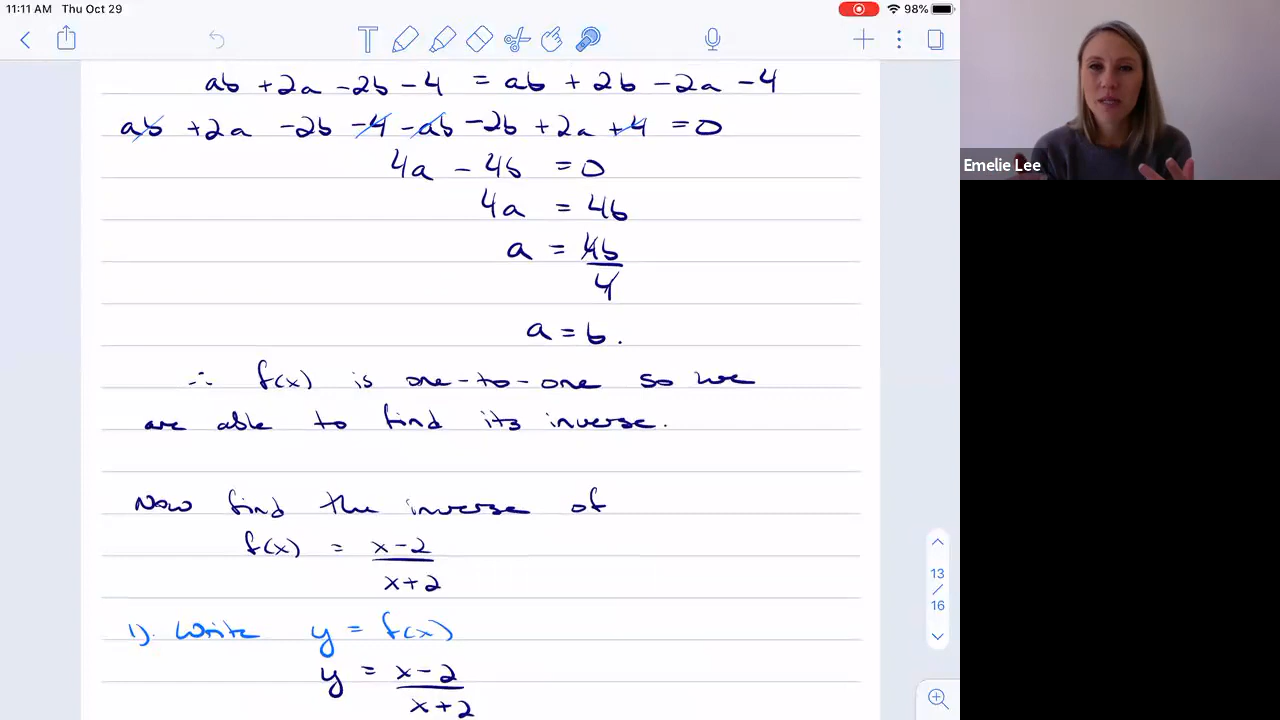 11:11 AM Thu Oct 29
98%
ab + 2a - 2b - 4 = ab + 2b - 2a - 4
ab + 2a - 2b - 4 - ab - 2b + 2a + 4 = 0
4a - 4b = 0
4a = 4b
a = 4b/4
a = b.
∴ f(x) is one-to-one so we
are able to find its inverse.
Now find the inverse of
f(x) = x-2/x+2
1). Write y = f(x)
y = x-2/x+2
Emelie Lee
13
/
16